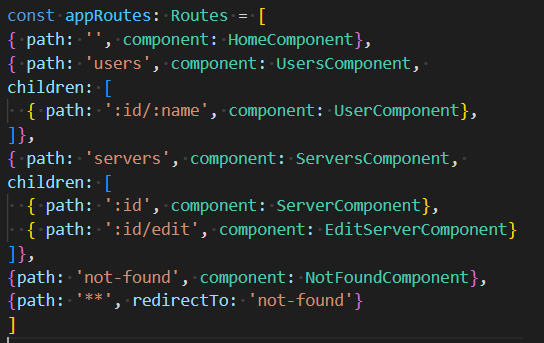 const appRoutes: Routes = [
{ path: '', component: HomeComponent},
{ path: 'users', component: UsersComponent,
children: [
  { path: ':id/:name', component: UserComponent},
]},
{ path: 'servers', component: ServersComponent,
children: [
  { path: ':id', component: ServerComponent},
  { path: ':id/edit', component: EditServerComponent}
]},
{path: 'not-found', component: NotFoundComponent},
{path: '**', redirectTo: 'not-found'}
]